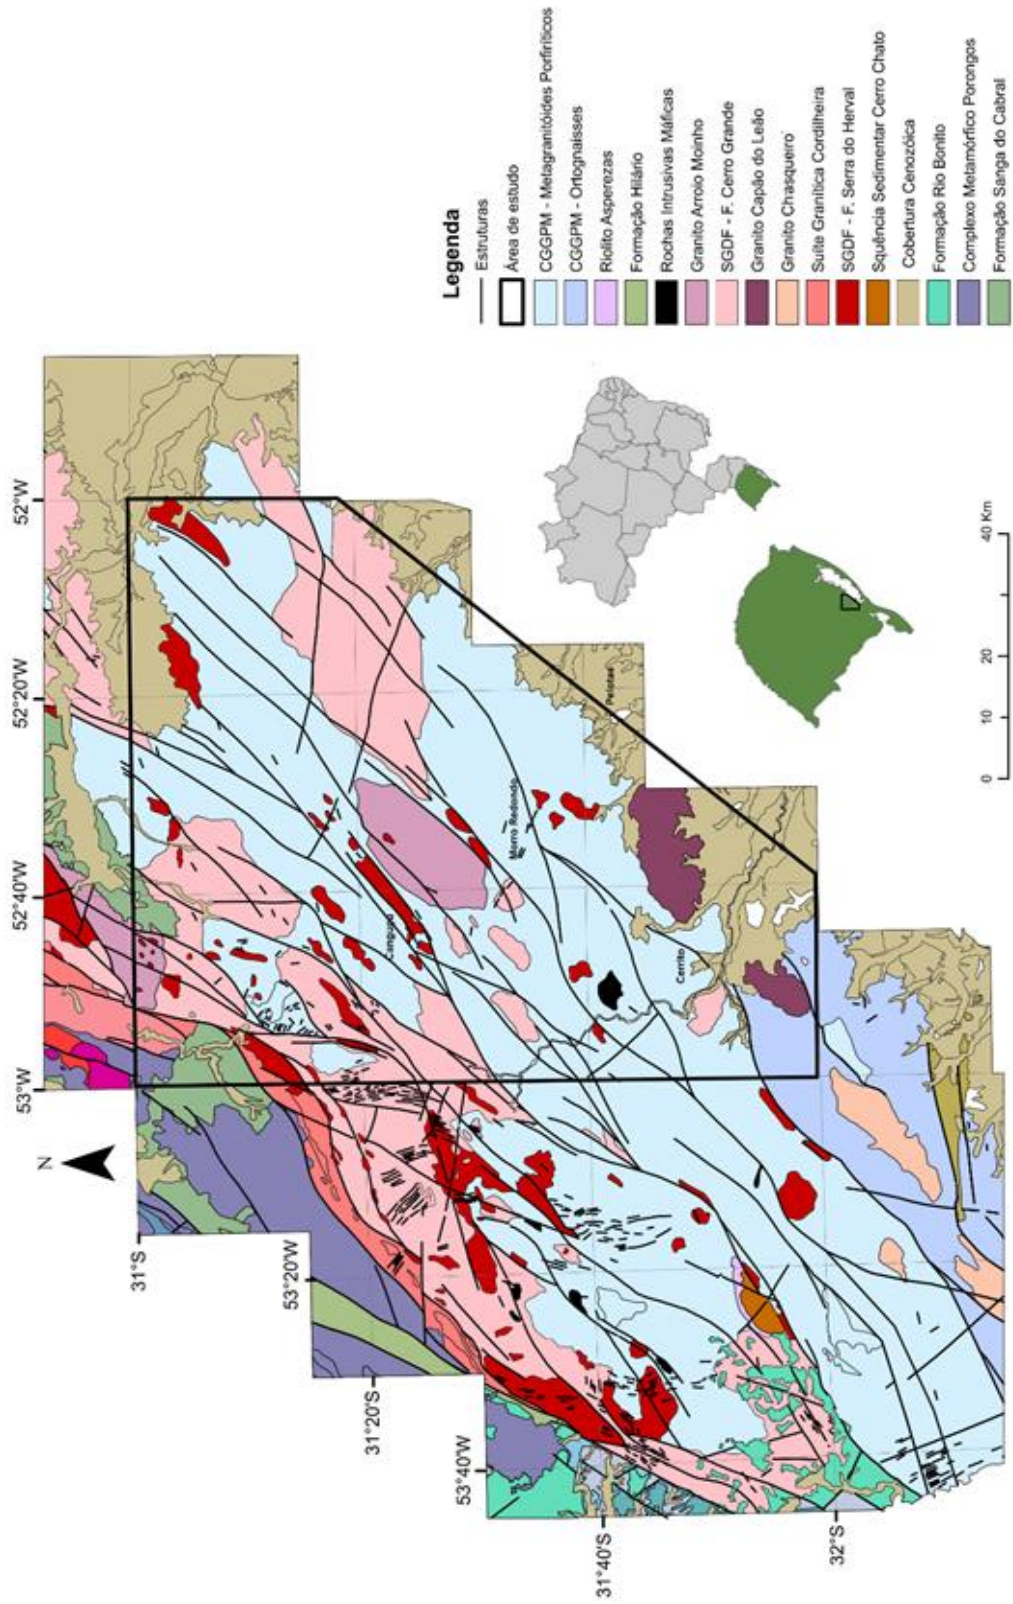 52°W
52°20'W
52°40'W
53°W
N
31°S
53°20'W
31°20'S
53°40'W
31°40'S
32°S
Canguçu
Morro Redondo
Pelotas
Cerrito
0 10 20 40 Km
Legenda
Estruturas
Área de estudo
CGGPM - Metagranitóides Porfiríticos
CGGPM - Ortognaisses
Riolito Asperezas
Formação Hilário
Rochas Intrusivas Máficas
Granito Arroio Moinho
SGDF - F. Cerro Grande
Granito Capão do Leão
Granito Chasqueiro
Suíte Granítica Cordilheira
SGDF - F. Serra do Herval
Squência Sedimentar Cerro Chato
Cobertura Cenozóica
Formação Rio Bonito
Complexo Metamórfico Porongos
Formação Sanga do Cabral